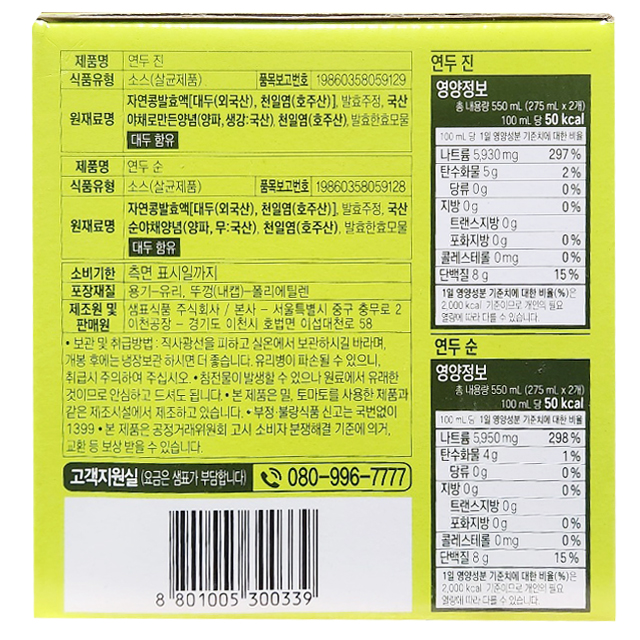 제품명 연두 진
식품유형 소스(살균제품) 품목보고번호 19860358059129
원재료명 자연콩발효액[대두(외국산), 천일염(호주산)], 발효주정, 국산
야채로만든양념(양파, 생강:국산), 천일염(호주산), 발효한효모물
대두 함유
제품명 연두 순
식품유형 소스(살균제품) 품목보고번호 19860358059128
원재료명 자연콩발효액[대두(외국산), 천일염(호주산)], 발효주정, 국산
순야채양념(양파, 무:국산), 천일염(호주산), 발효한효모물
대두 함유
소비기한 측면 표시일까지
포장재질 용기-유리, 뚜껑(내캡)-폴리에틸렌
제조원 및 판매원 샘표식품 주식회사 / 본사 - 서울특별시 중구 충무로 2
이천공장 - 경기도 이천시 호법면 이섭대천로 58
• 보관 및 취급방법 : 직사광선을 피하고 실온에서 보관하시길 바라며,
개봉 후에는 냉장보관 하시면 더 좋습니다. 유리병이 파손될 수 있으니,
취급시 주의하여 주십시오. • 침전물이 발생할 수 있으나 원료에서 유래한
것이므로 안심하고 드셔도 됩니다. • 본 제품은 밀, 토마토를 사용한 제품과
같은 제조시설에서 제조하고 있습니다. • 부정·불량식품 신고는 국번없이
1399 • 본 제품은 공정거래위원회 고시 소비자 분쟁해결 기준에 의거,
교환 등 보상 받을 수 있습니다.
고객지원실 (요금은 샘표가 부담합니다) 080-996-7777
8 801005 300339
연두 진
영양정보
총 내용량 550 mL (275 mL x 2개)
100 mL 당 50 kcal
100 mL 당 1일 영양성분 기준치에 대한 비율
나트륨 5,930 mg 297 %
탄수화물 5 g 2 %
당류 0 g 0 %
지방 0 g 0 %
트랜스지방 0 g
포화지방 0 g 0 %
콜레스테롤 0 mg 0 %
단백질 8 g 15 %
1일 영양성분 기준치에 대한 비율(%)은
2,000 kcal 기준이므로 개인의 필요
열량에 따라 다를 수 있습니다.
연두 순
영양정보
총 내용량 550 mL (275 mL x 2개)
100 mL 당 50 kcal
100 mL 당 1일 영양성분 기준치에 대한 비율
나트륨 5,950 mg 298 %
탄수화물 4 g 1 %
당류 0 g 0 %
지방 0 g 0 %
트랜스지방 0 g
포화지방 0 g 0 %
콜레스테롤 0 mg 0 %
단백질 8 g 15 %
1일 영양성분 기준치에 대한 비율(%)은
2,000 kcal 기준이므로 개인의 필요
열량에 따라 다를 수 있습니다.